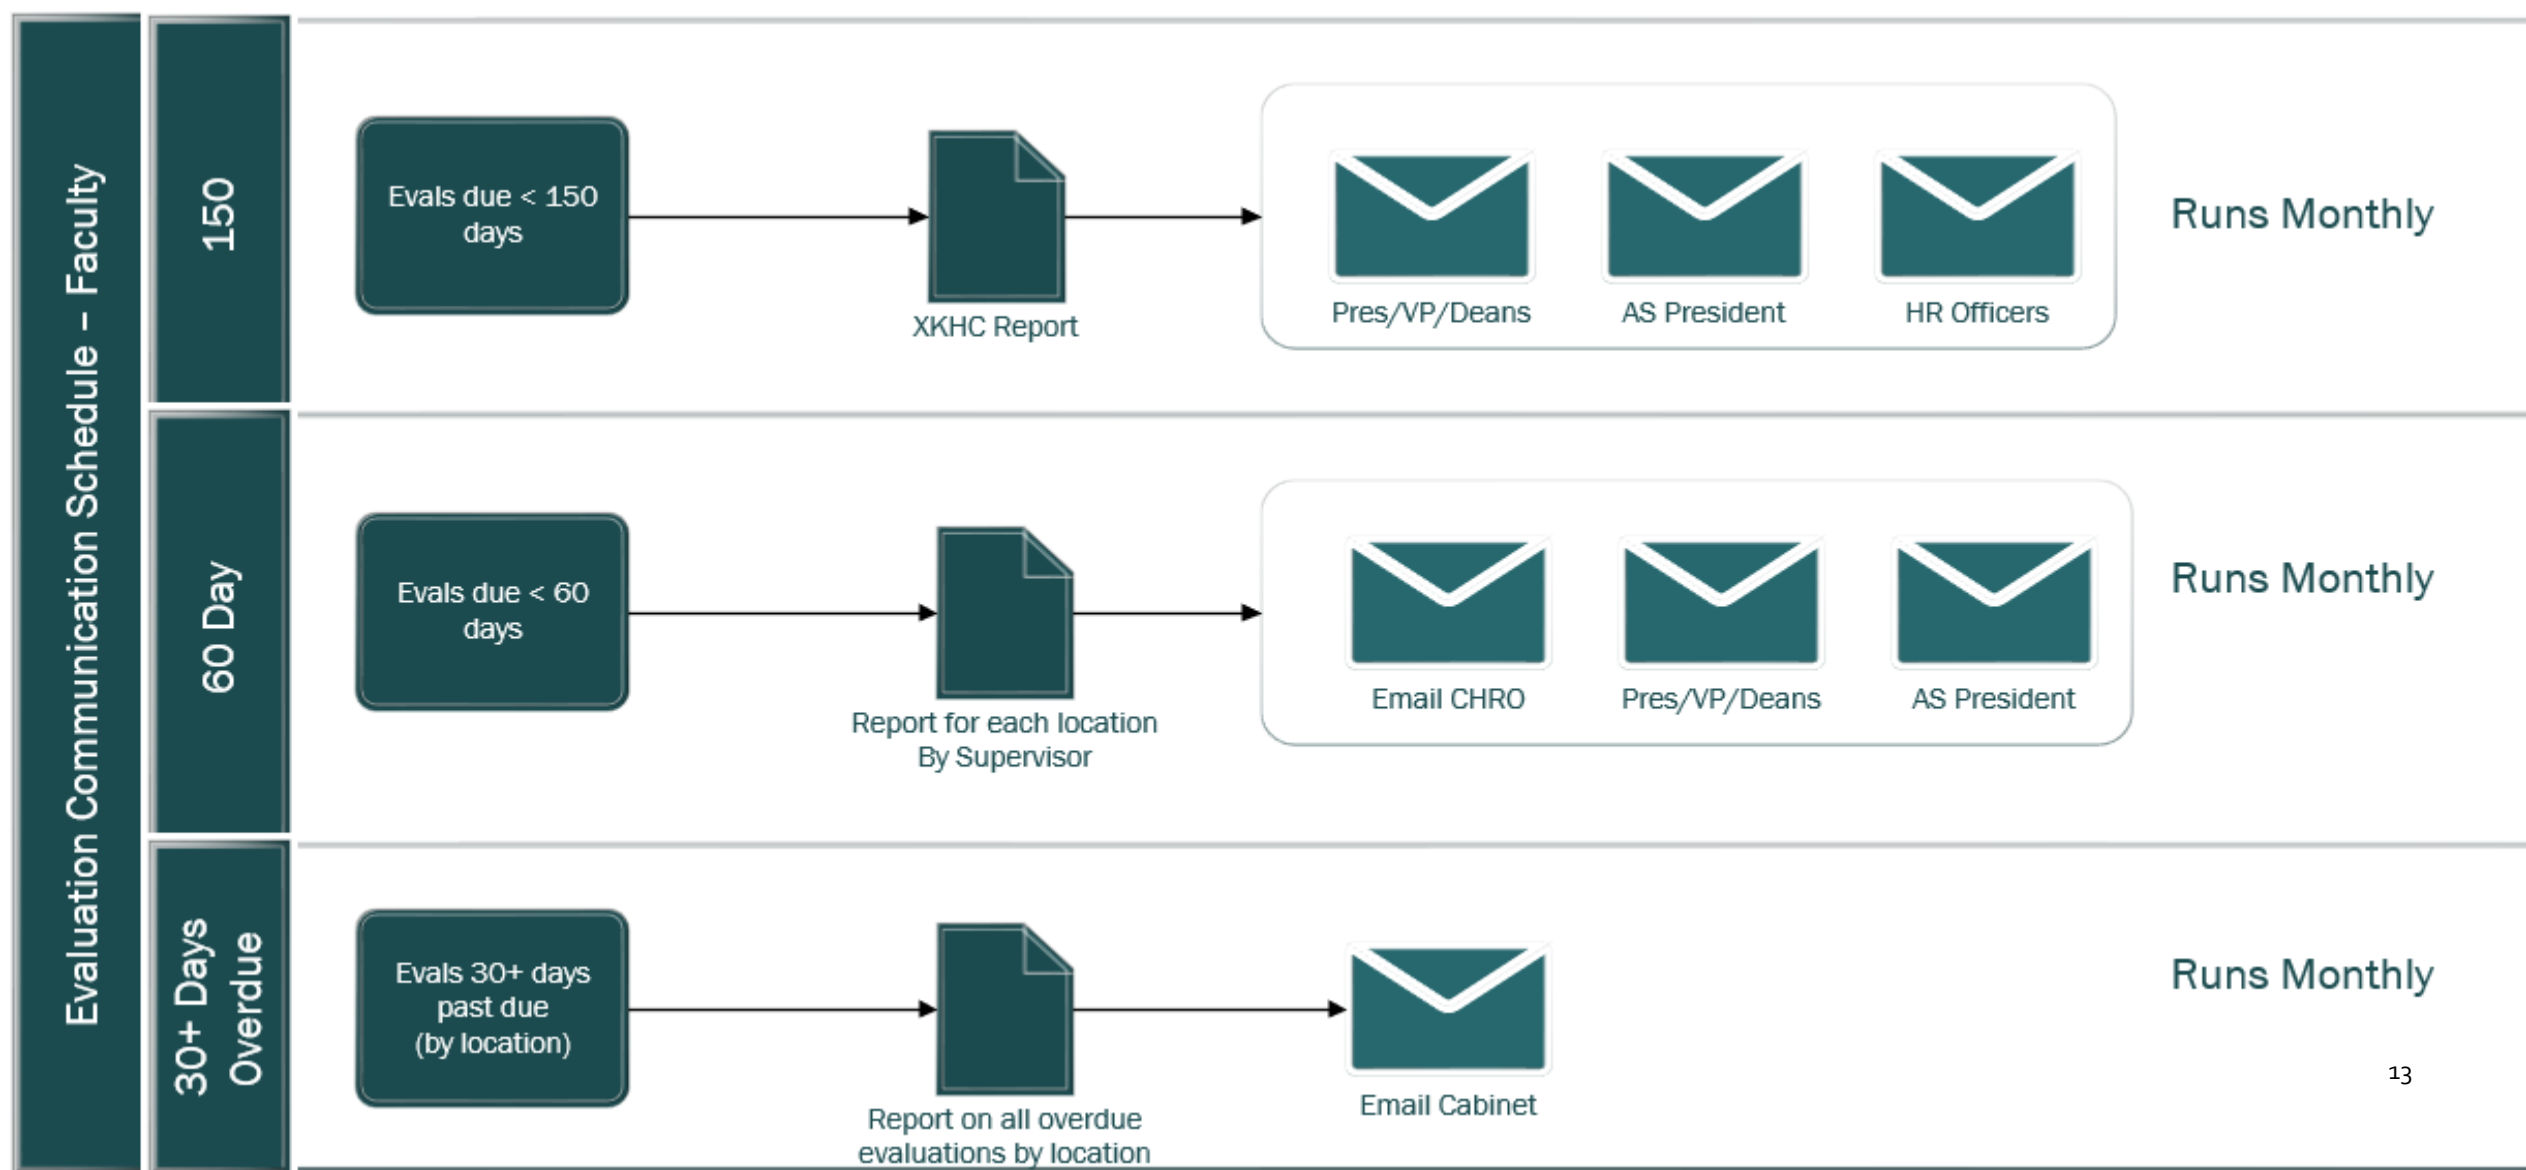 Evaluation Communication Schedule – Faculty
150
Evals due < 150
days
XKHC Report
Pres/VP/Deans
AS President
HR Officers
Runs Monthly
60 Day
Evals due < 60
days
Report for each location
By Supervisor
Email CHRO
Pres/VP/Deans
AS President
Runs Monthly
30+ Days
Overdue
Evals 30+ days
past due
(by location)
Report on all overdue
evaluations by location
Email Cabinet
Runs Monthly
13